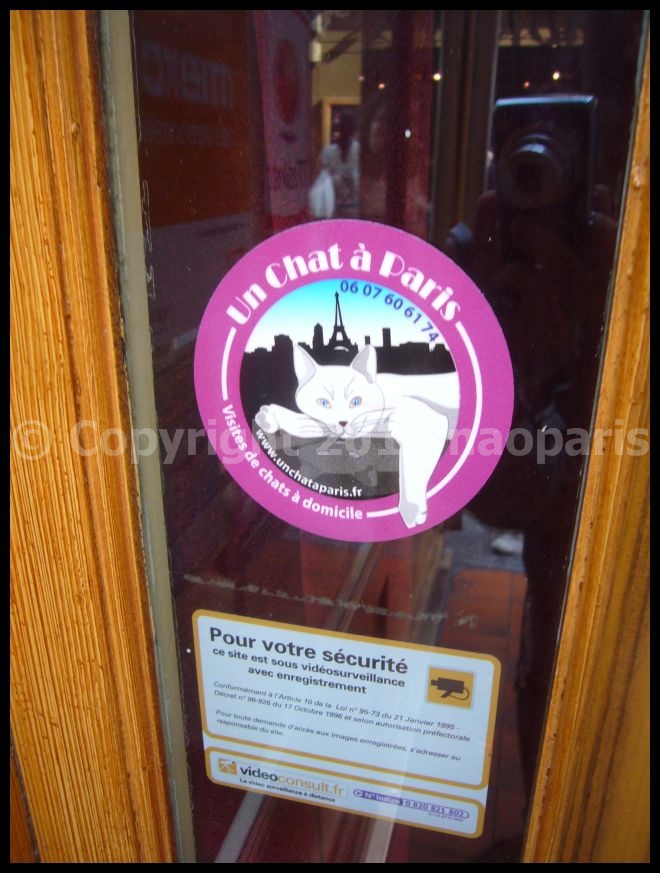 merc
Un Chat à Paris
06 07 60 61 74
www.unchataparis.fr
Visites de chats à domicile
© Copyright naoparis
Pour votre sécurité
ce site est sous vidéosurveillance
avec enregistrement
Conformément à l'Article 10 de la Loi n° 95-73 du 21 Janvier 1995 -
Décret n° 96-926 du 17 Octobre 1996 et selon autorisation préfectorale
Pour toute demande d'accès aux images enregistrées, s'adresser au
responsable du site.
videoconsult.fr
La vidéo surveillance à distance
N° Indigo 0 820 821 802